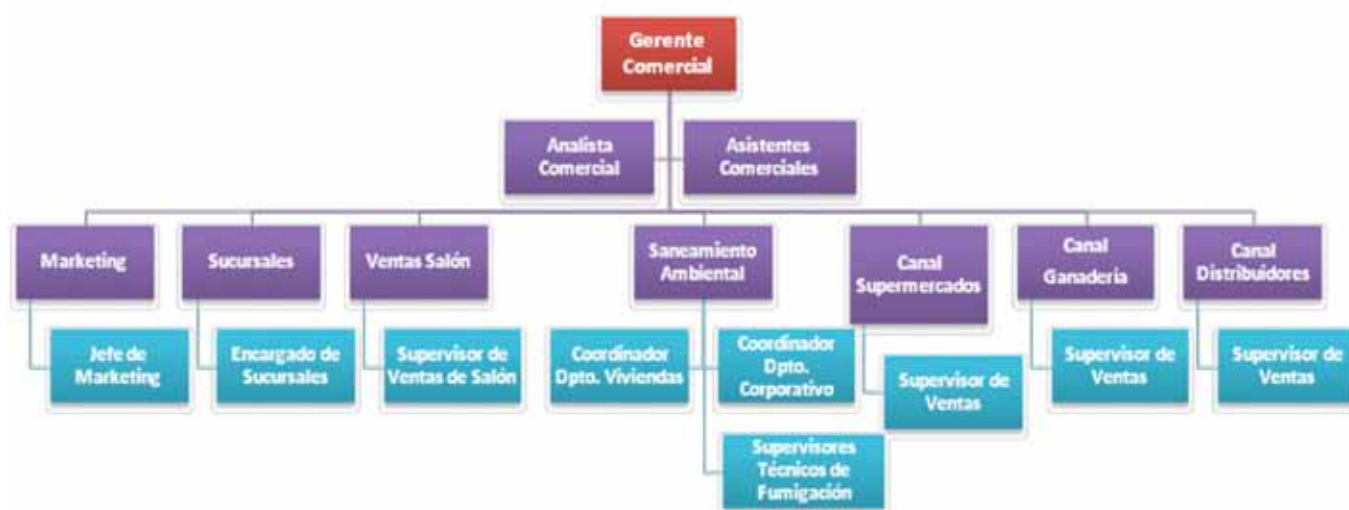 Gerente
Comercial
Analista
Comercial
Asistentes
Comerciales
Marketing
Sucursales
Ventas Salón
Saneamiento
Ambiental
Canal
Supermercados
Canal
Ganaderia
Canal
Distribuidores
Jefe de
Marketing
Encargado de
Sucursales
Supervisor de
Ventas de Salón
Coordinador
Dpto. Viviendas
Coordinador
Dpto.
Corporativo
Supervisor de
Ventas
Supervisor de
Ventas
Supervisor de
Ventas
Supervisores
Técnicos de
Fumigación